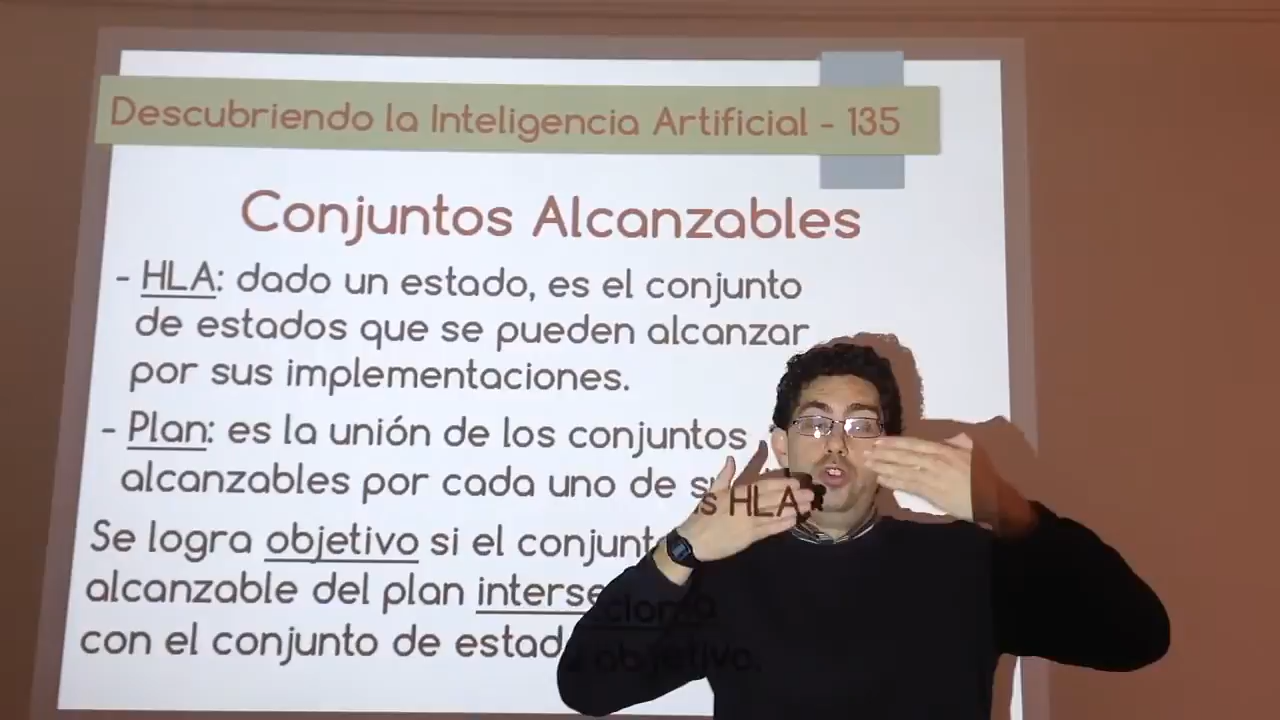 Descubriendo la Inteligencia Artificial - 135
Conjuntos Alcanzables
- HLA: dado un estado, es el conjunto
de estados que se pueden alcanzar
por sus implementaciones.
- Plan: es la unión de los conjuntos
alcanzables por cada uno de sus HLA.
Se logra objetivo si el conjunto
alcanzable del plan intersecciona
con el conjunto de estados objetivo.